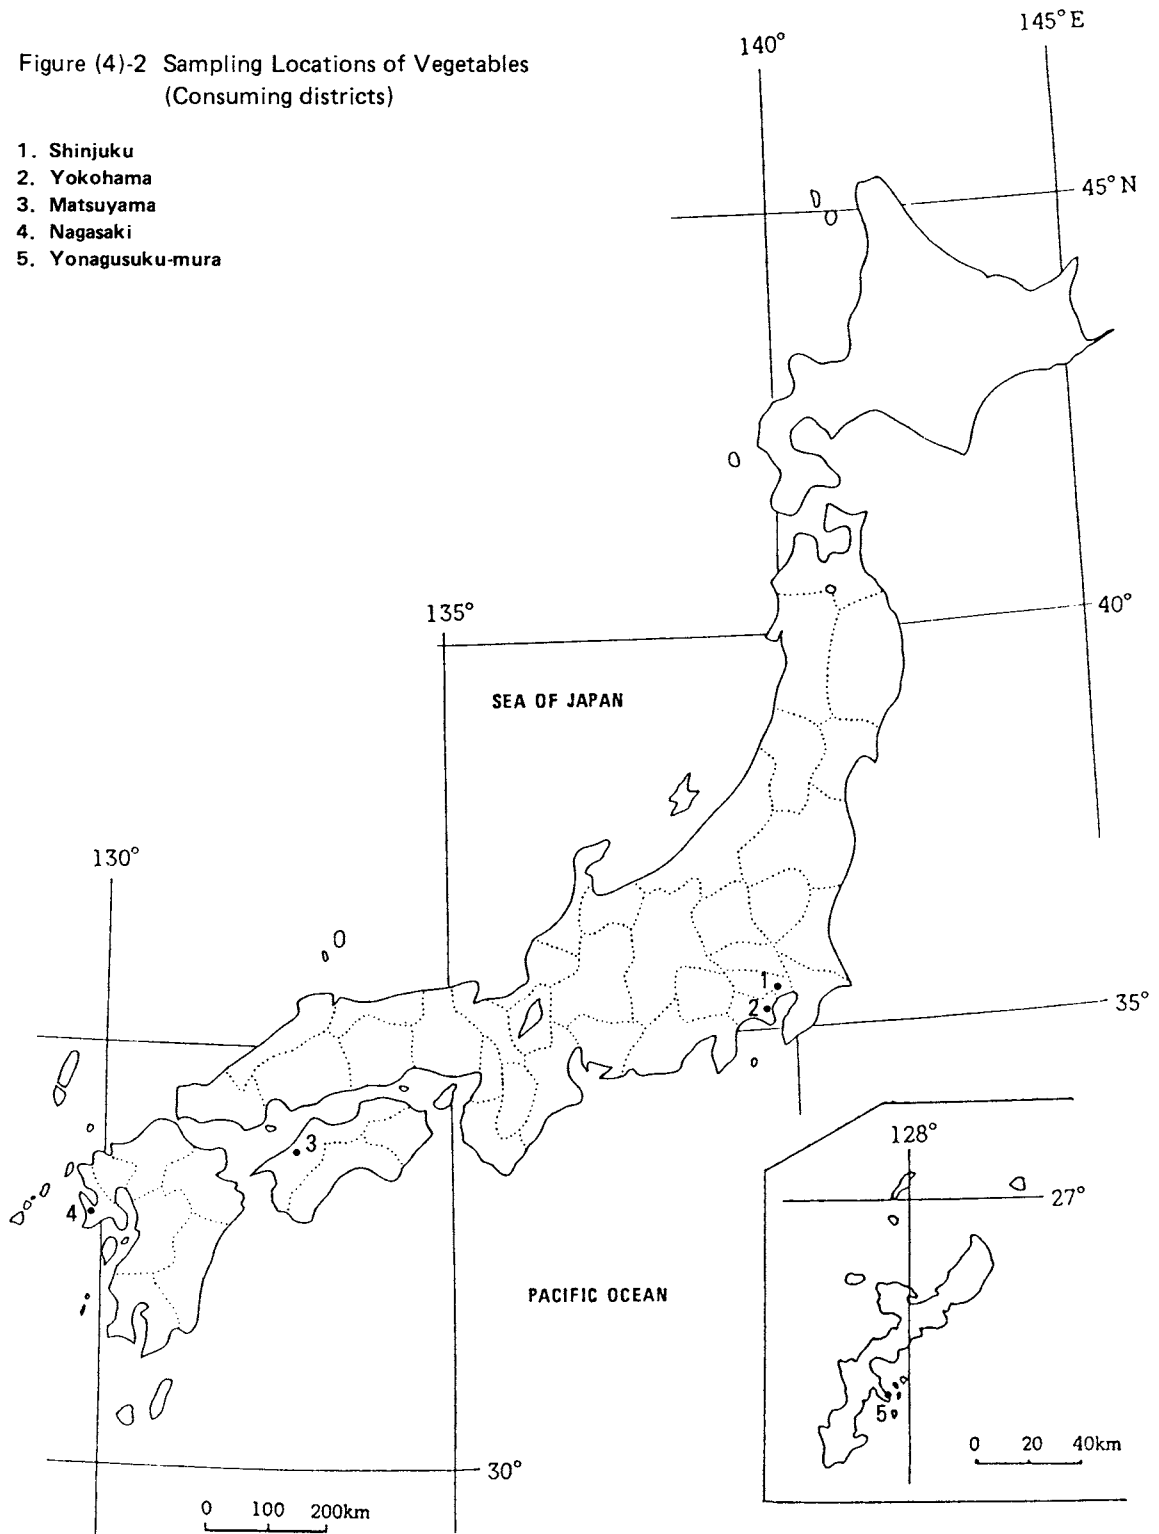 Figure (4)-2 Sampling Locations of Vegetables
(Consuming districts)
1. Shinjuku
2. Yokohama
3. Matsuyama
4. Nagasaki
5. Yonagusuku-mura
145°E
140°
45°N
40°
135°
SEA OF JAPAN
130°
1
2
35°
3
4
128°
27°
PACIFIC OCEAN
5
0 20 40km
30°
0 100 200km